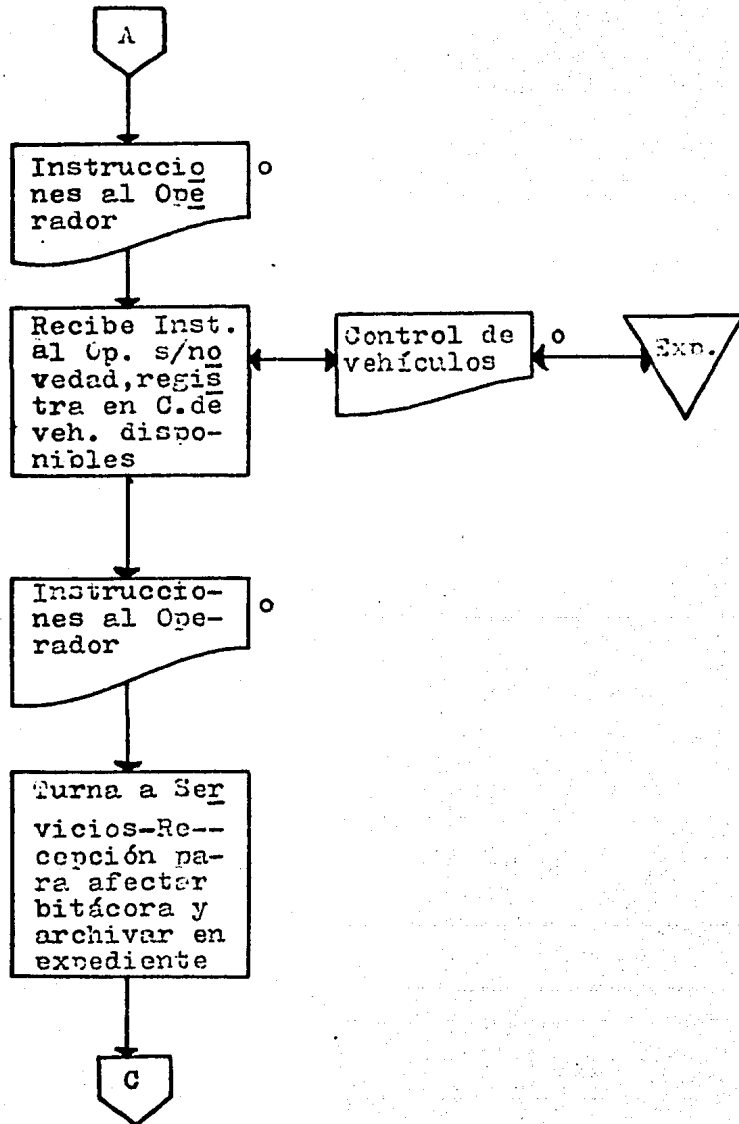 A
Instruccio
nes al Ope
rador
o
Recibe Inst.
al Op. s/no
vedad,regis
tra en C.de
veh. dispo-
nibles
Control de
vehículos
o
Exp.
Instruccio-
nes al Ope-
rador
o
Turna a Ser
vicios-Re--
cepción pa-
ra afectar
bitácora y
archivar en
expediente
C